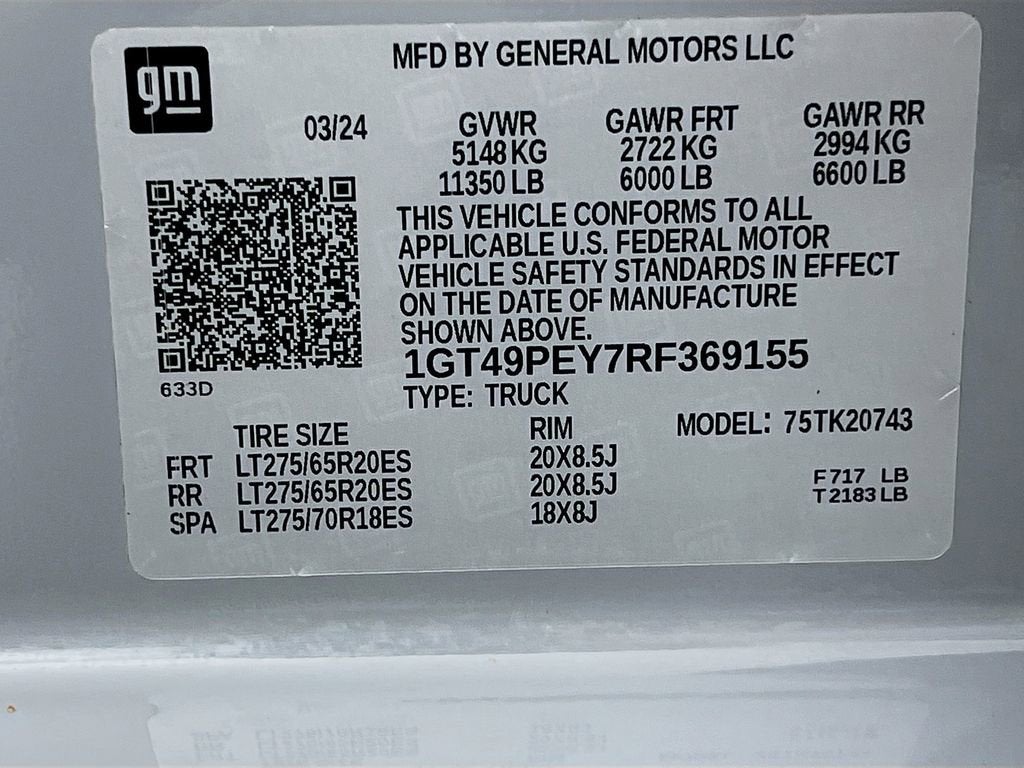 gm
MFD BY GENERAL MOTORS LLC
03/24 GVWR GAWR FRT GAWR RR
5148 KG 2722 KG 2994 KG
11350 LB 6000 LB 6600 LB
THIS VEHICLE CONFORMS TO ALL
APPLICABLE U.S. FEDERAL MOTOR
VEHICLE SAFETY STANDARDS IN EFFECT
ON THE DATE OF MANUFACTURE
SHOWN ABOVE.
1GT49PEY7RF369155
633D
TYPE: TRUCK
TIRE SIZE RIM MODEL: 75TK20743
FRT LT275/65R20ES 20X8.5J
RR LT275/65R20ES 20X8.5J
SPA LT275/70R18ES 18X8J
F717 LB
T2183LB